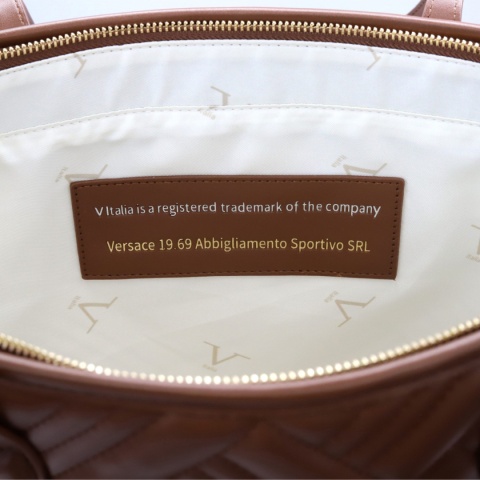 V Italia is a registered trademark of the company
Versace 19.69 Abbigliamento Sportivo SRL